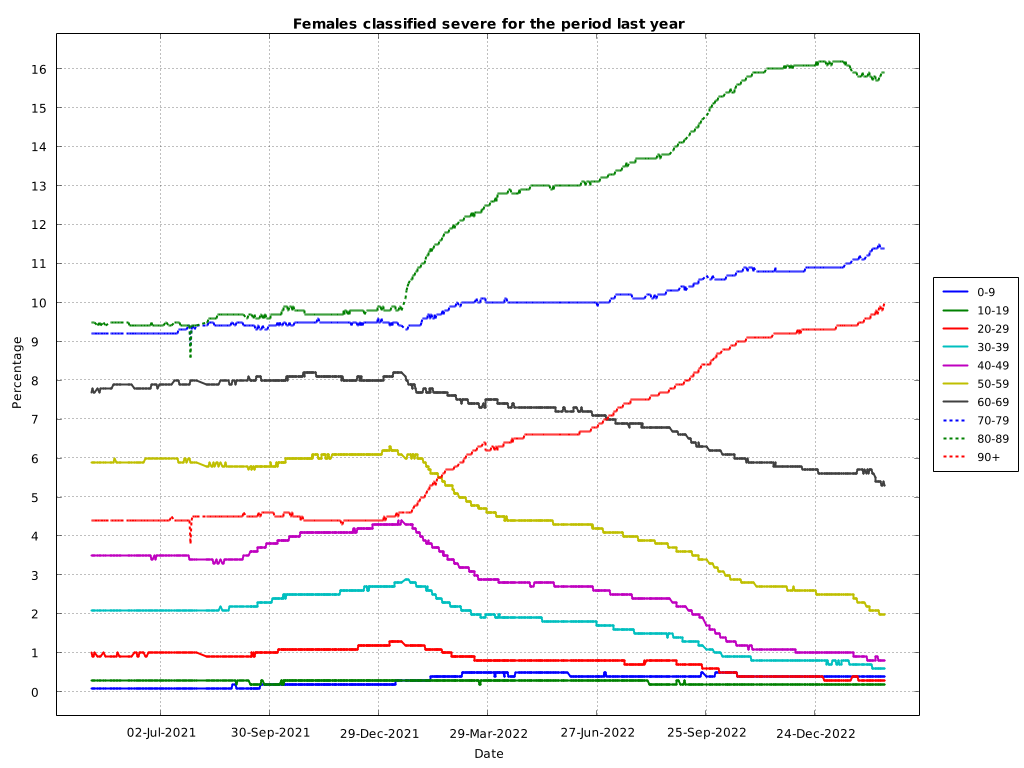 Females classified severe for the period last year
Percentage
16
15
14
13
12
11
10
9
8
7
6
5
4
3
2
1
0
02-Jul-2021
30-Sep-2021
29-Dec-2021
29-Mar-2022
27-Jun-2022
25-Sep-2022
24-Dec-2022
Date
0-9
10-19
20-29
30-39
40-49
50-59
60-69
70-79
80-89
90+